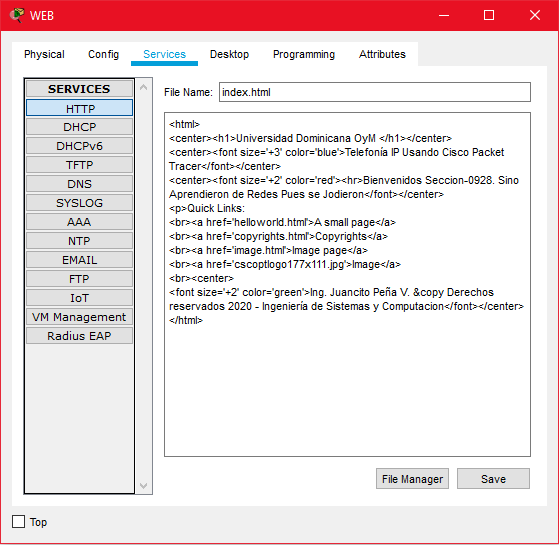 WEB
Physical Config Services Desktop Programming Attributes
SERVICES
HTTP
DHCP
DHCPv6
TFTP
DNS
SYSLOG
AAA
NTP
EMAIL
FTP
IoT
VM Management
Radius EAP
File Name: index.html
<html>
<center><h1>Universidad Dominicana OyM </h1></center>
<center><font size='+3' color='blue'>Telefonía IP Usando Cisco Packet
Tracer</font></center>
<center><font size='+2' color='red'><hr>Bienvenidos Seccion-0928. Sino
Aprendieron de Redes Pues se Jodieron</font></center>
<p>Quick Links:
<br><a href='helloworld.html'>A small page</a>
<br><a href='copyrights.html'>Copyrights</a>
<br><a href='image.html'>Image page</a>
<br><a href='cscoptlogo177x111.jpg'>Image</a>
<br><center>
<font size='+2' color='green'>Ing. Juancito Peña V. &copy Derechos
reservados 2020 - Ingeniería de Sistemas y Computacion</font></center>
</html>
File Manager Save
Top